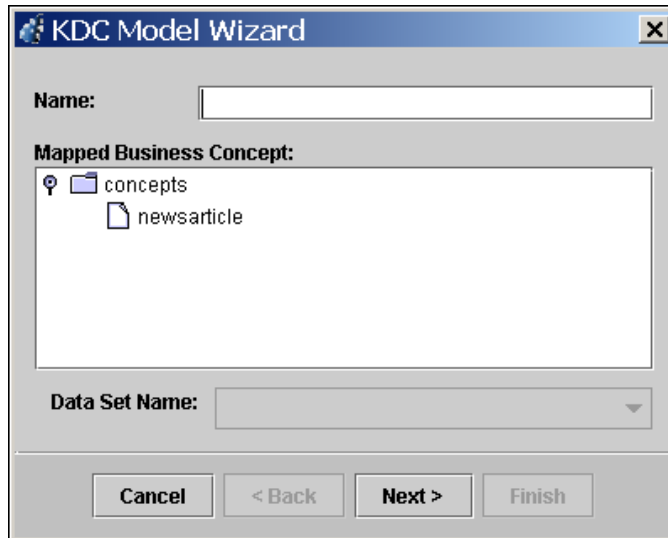 KDC Model Wizard
Name:
Mapped Business Concept:
concepts
newsarticle
Data Set Name:
Cancel < Back Next > Finish